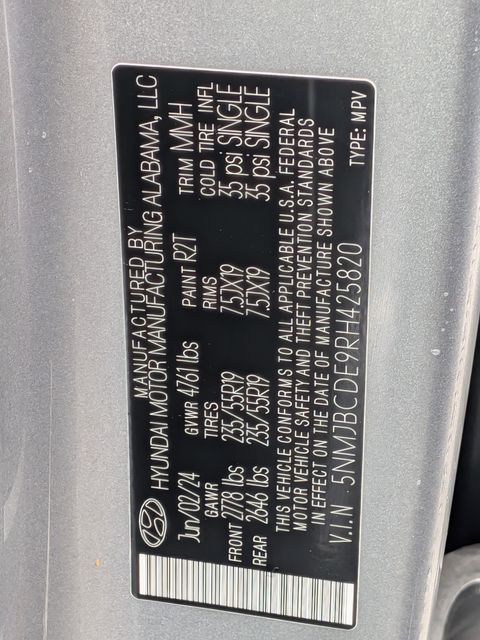 MANUFACTURED BY
HYUNDAI MOTOR MANUFACTURING ALABAMA, LLC
Jun/02/24 GVWR 4761 lbs PAINT R2T TRIM MMH
GAWR TIRES RIMS COLD TIRE INFL
FRONT 2778 lbs 235/55R19 7.5JX19 35 psi SINGLE
REAR 2646 lbs 235/55R19 7.5JX19 35 psi SINGLE
THIS VEHICLE CONFORMS TO ALL APPLICABLE U.S.A. FEDERAL
MOTOR VEHICLE SAFETY AND THEFT PREVENTION STANDARDS
IN EFFECT ON THE DATE OF MANUFACTURE SHOWN ABOVE
V.I.N 5NMJBCDE9RH425820 TYPE: MPV